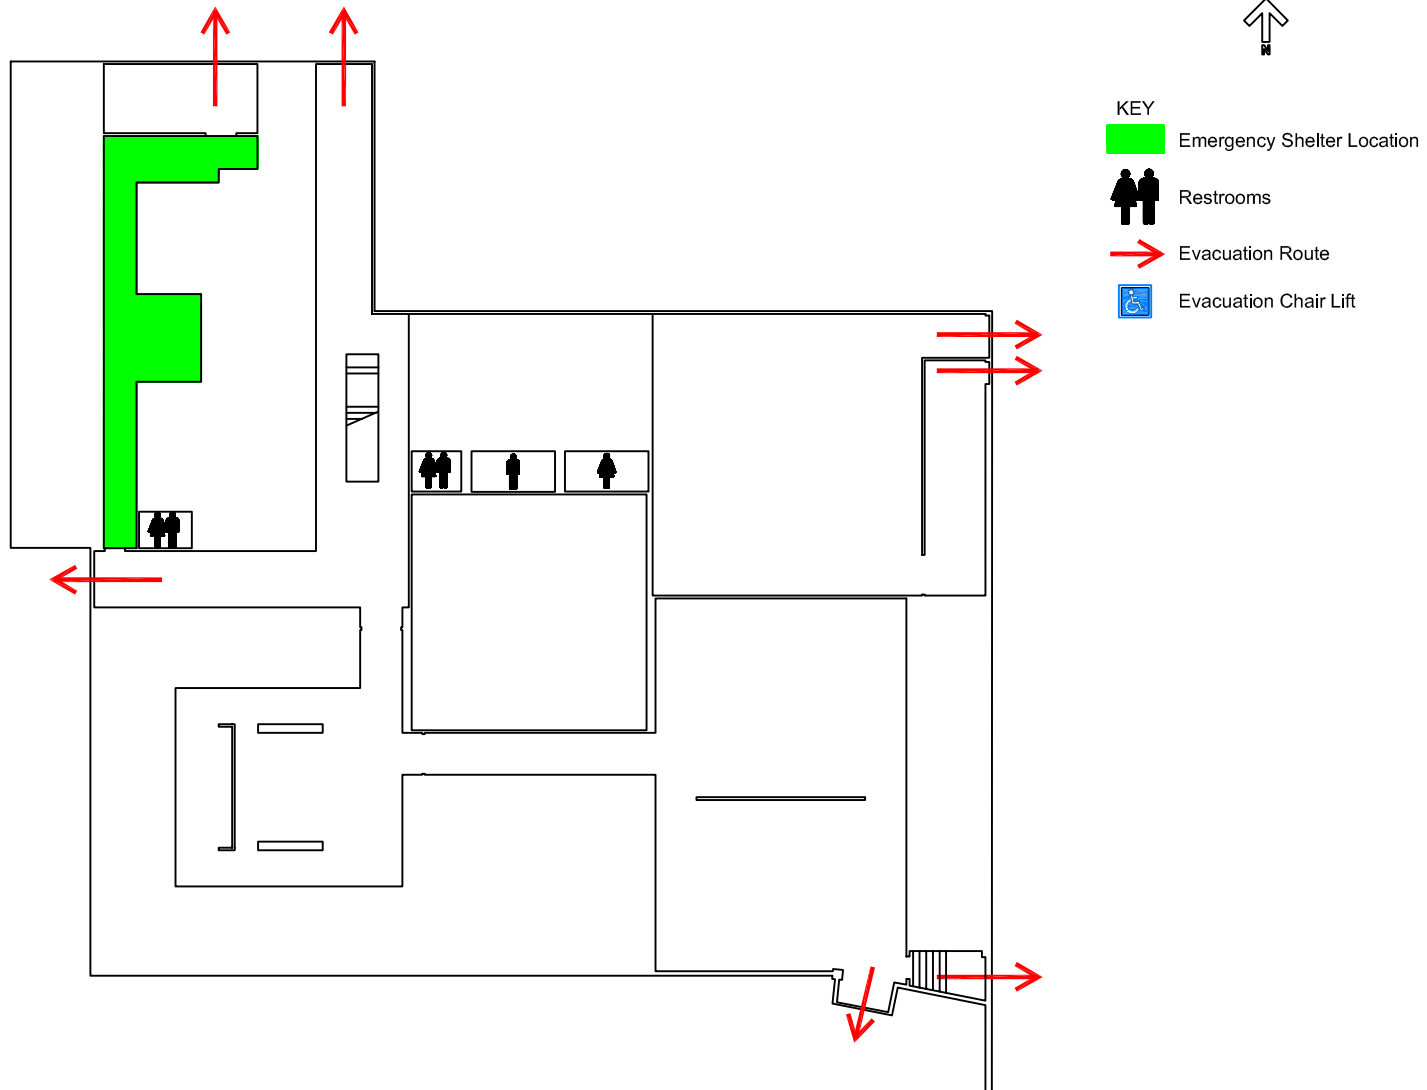 N
KEY
Emergency Shelter Location
Restrooms
Evacuation Route
Evacuation Chair Lift